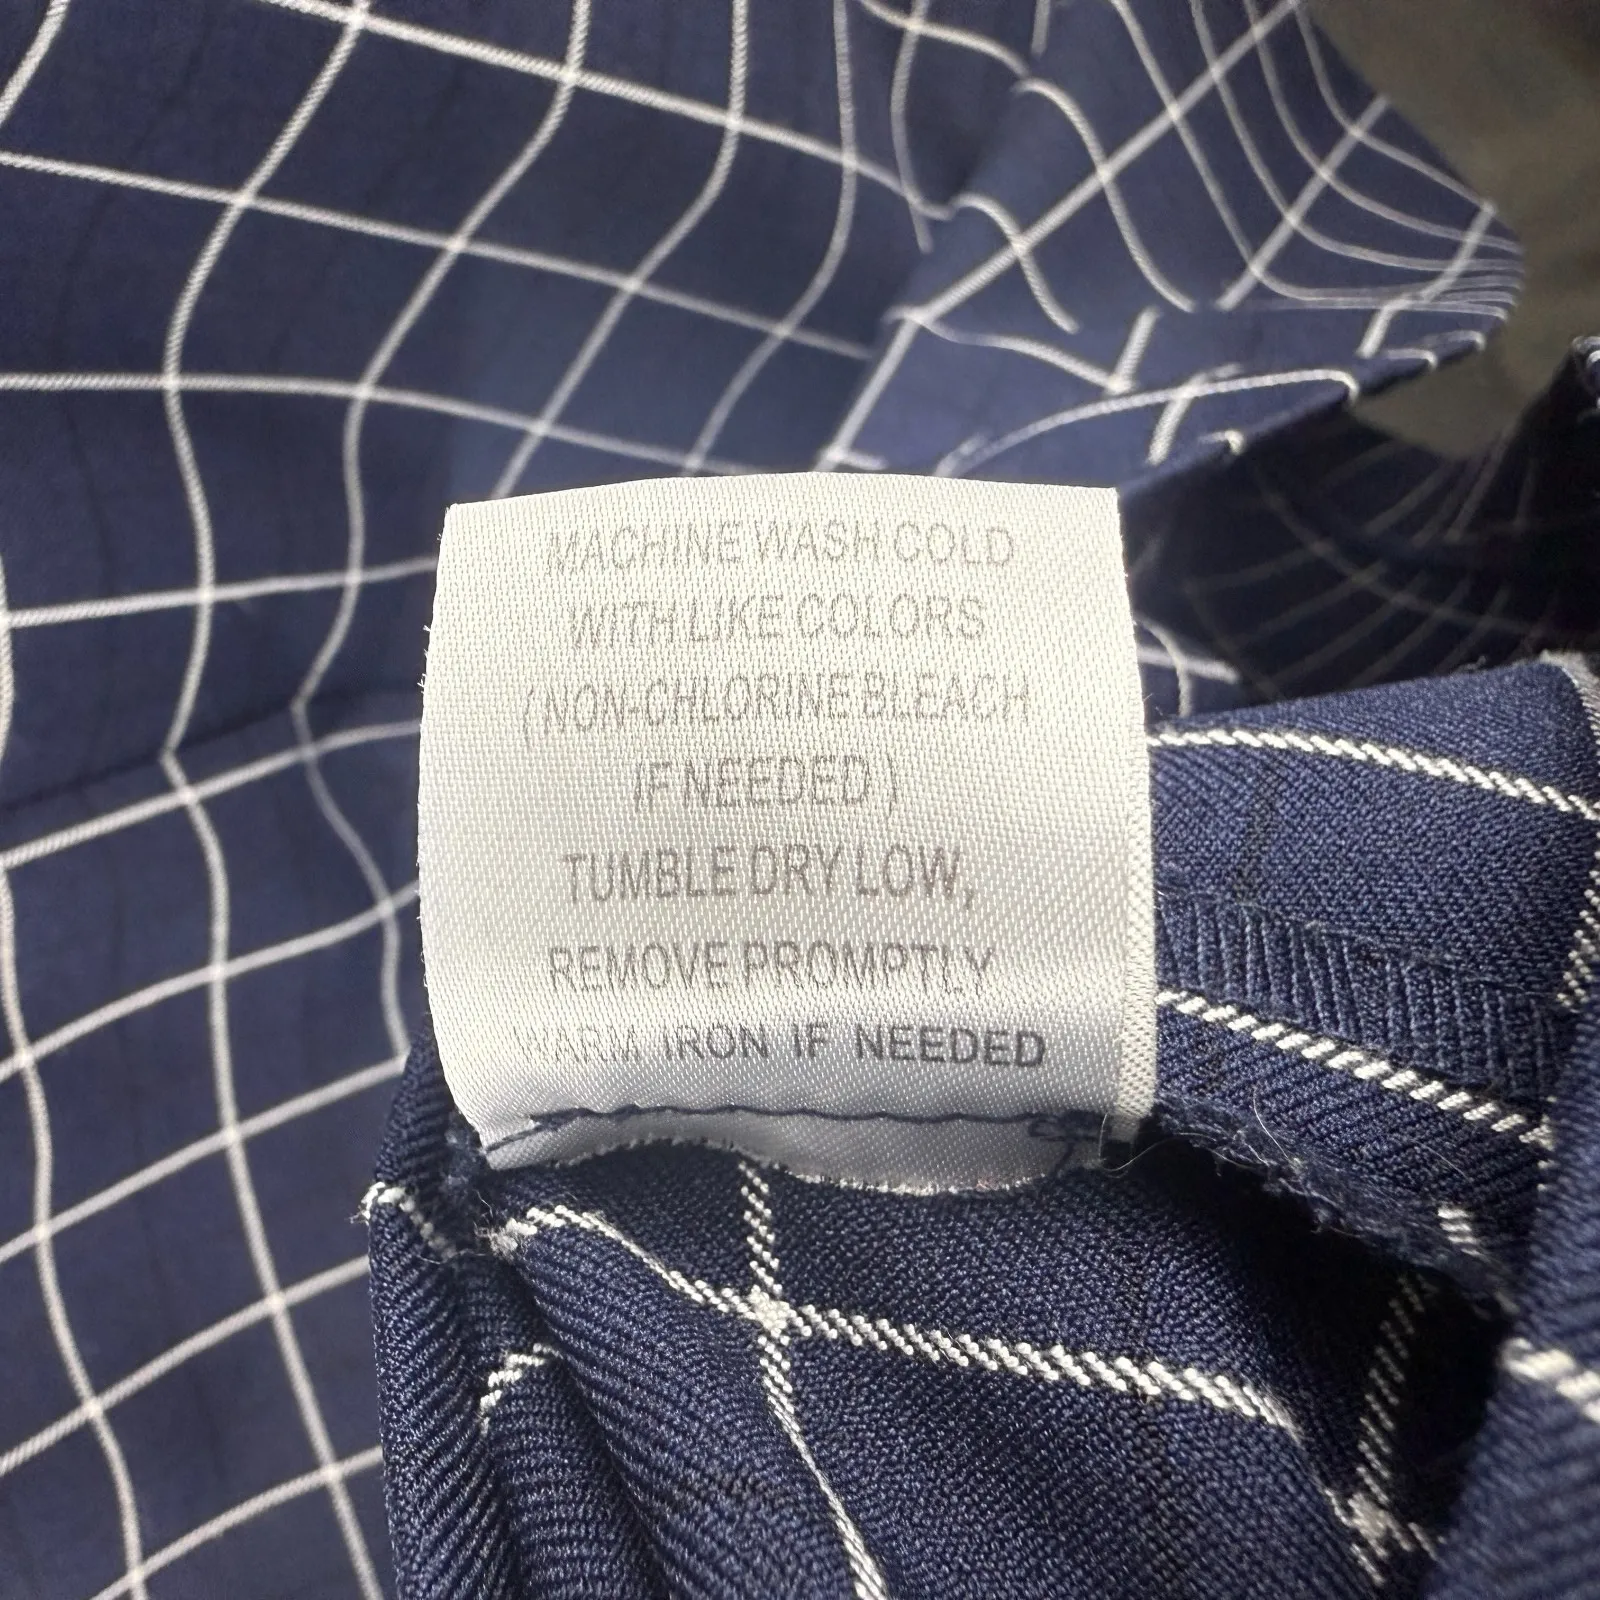 MACHINE WASH COLD
WITH LIKE COLORS
(NON-CHLORINE BLEACH
IF NEEDED)
TUMBLE DRY LOW,
REMOVE PROMPTLY
WARM IRON IF NEEDED